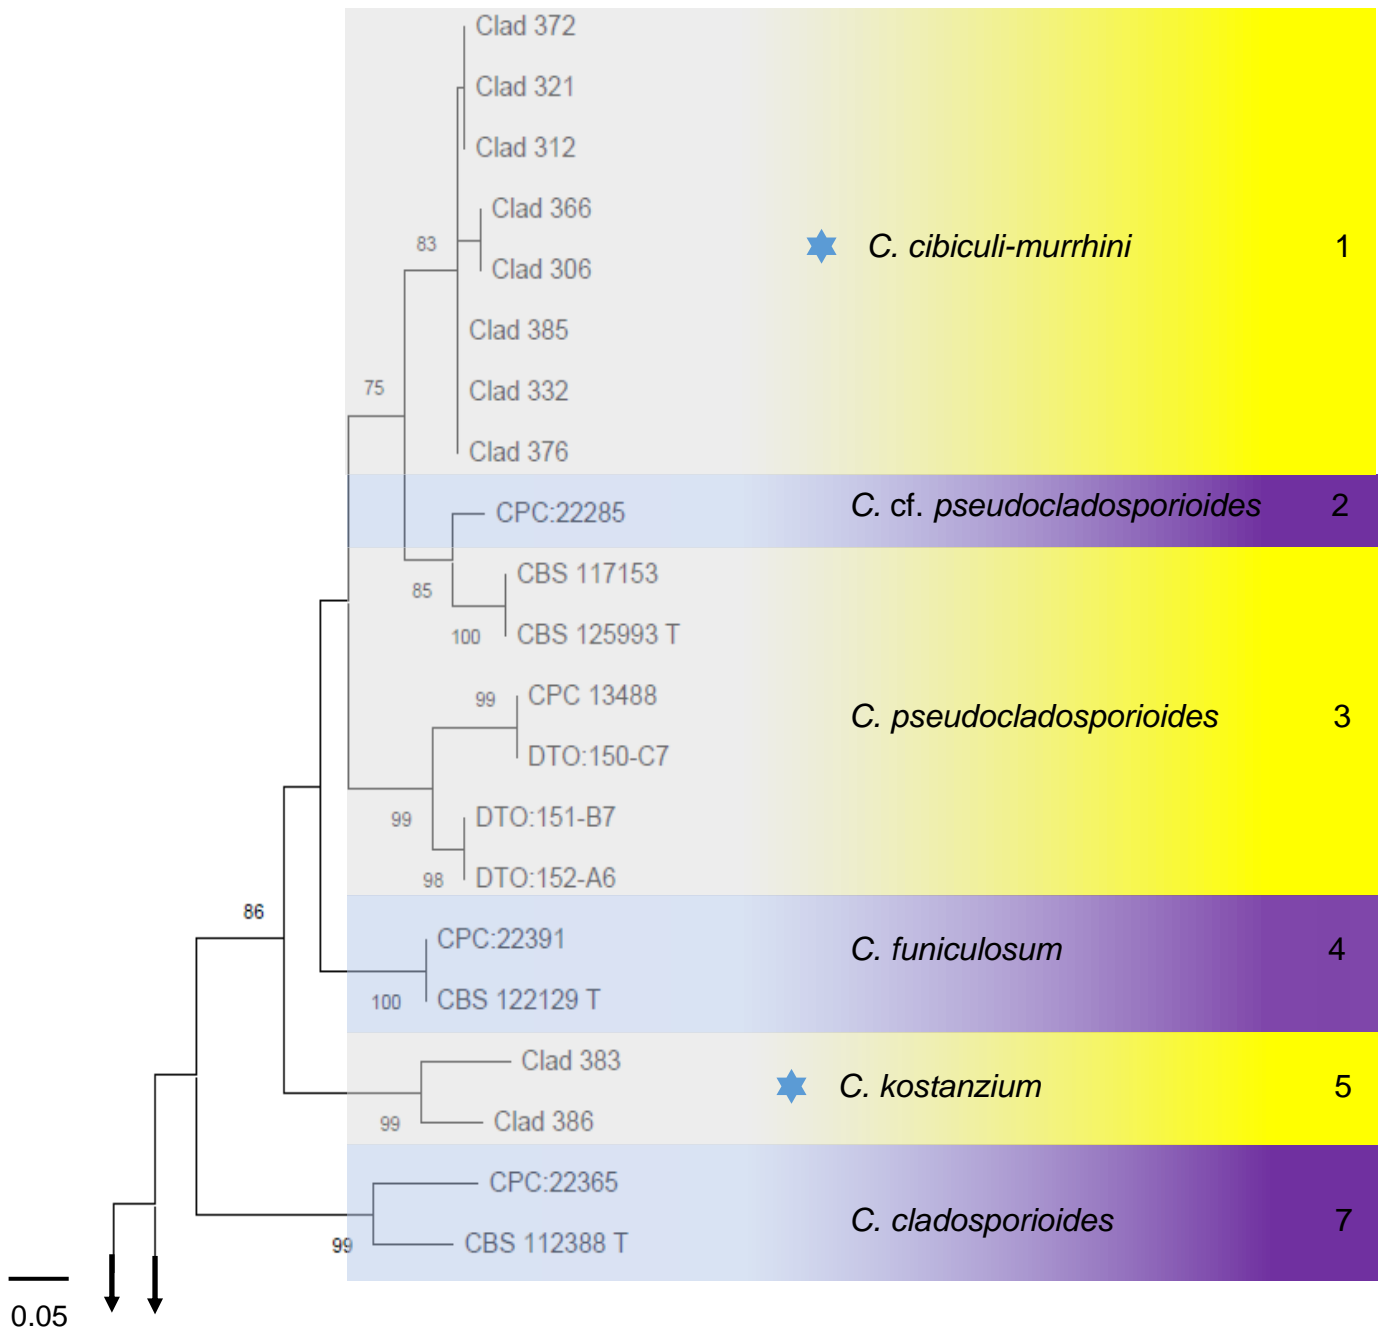 Clad 372
Clad 321
Clad 312
Clad 366
83
C. cibiculi-murrhini 1
Clad 306
Clad 385
75
Clad 332
Clad 376
CPC:22285
C. cf. pseudocladosporioides 2
CBS 117153
85
100
CBS 125993 T
99
CPC 13488
C. pseudocladosporioides 3
DTO:150-C7
99
DTO:151-B7
98
DTO:152-A6
86
CPC:22391
C. funiculosum 4
100
CBS 122129 T
Clad 383
C. kostanzium 5
99
Clad 386
CPC:22365
C. cladosporioides 7
99
CBS 112388 T
0.05